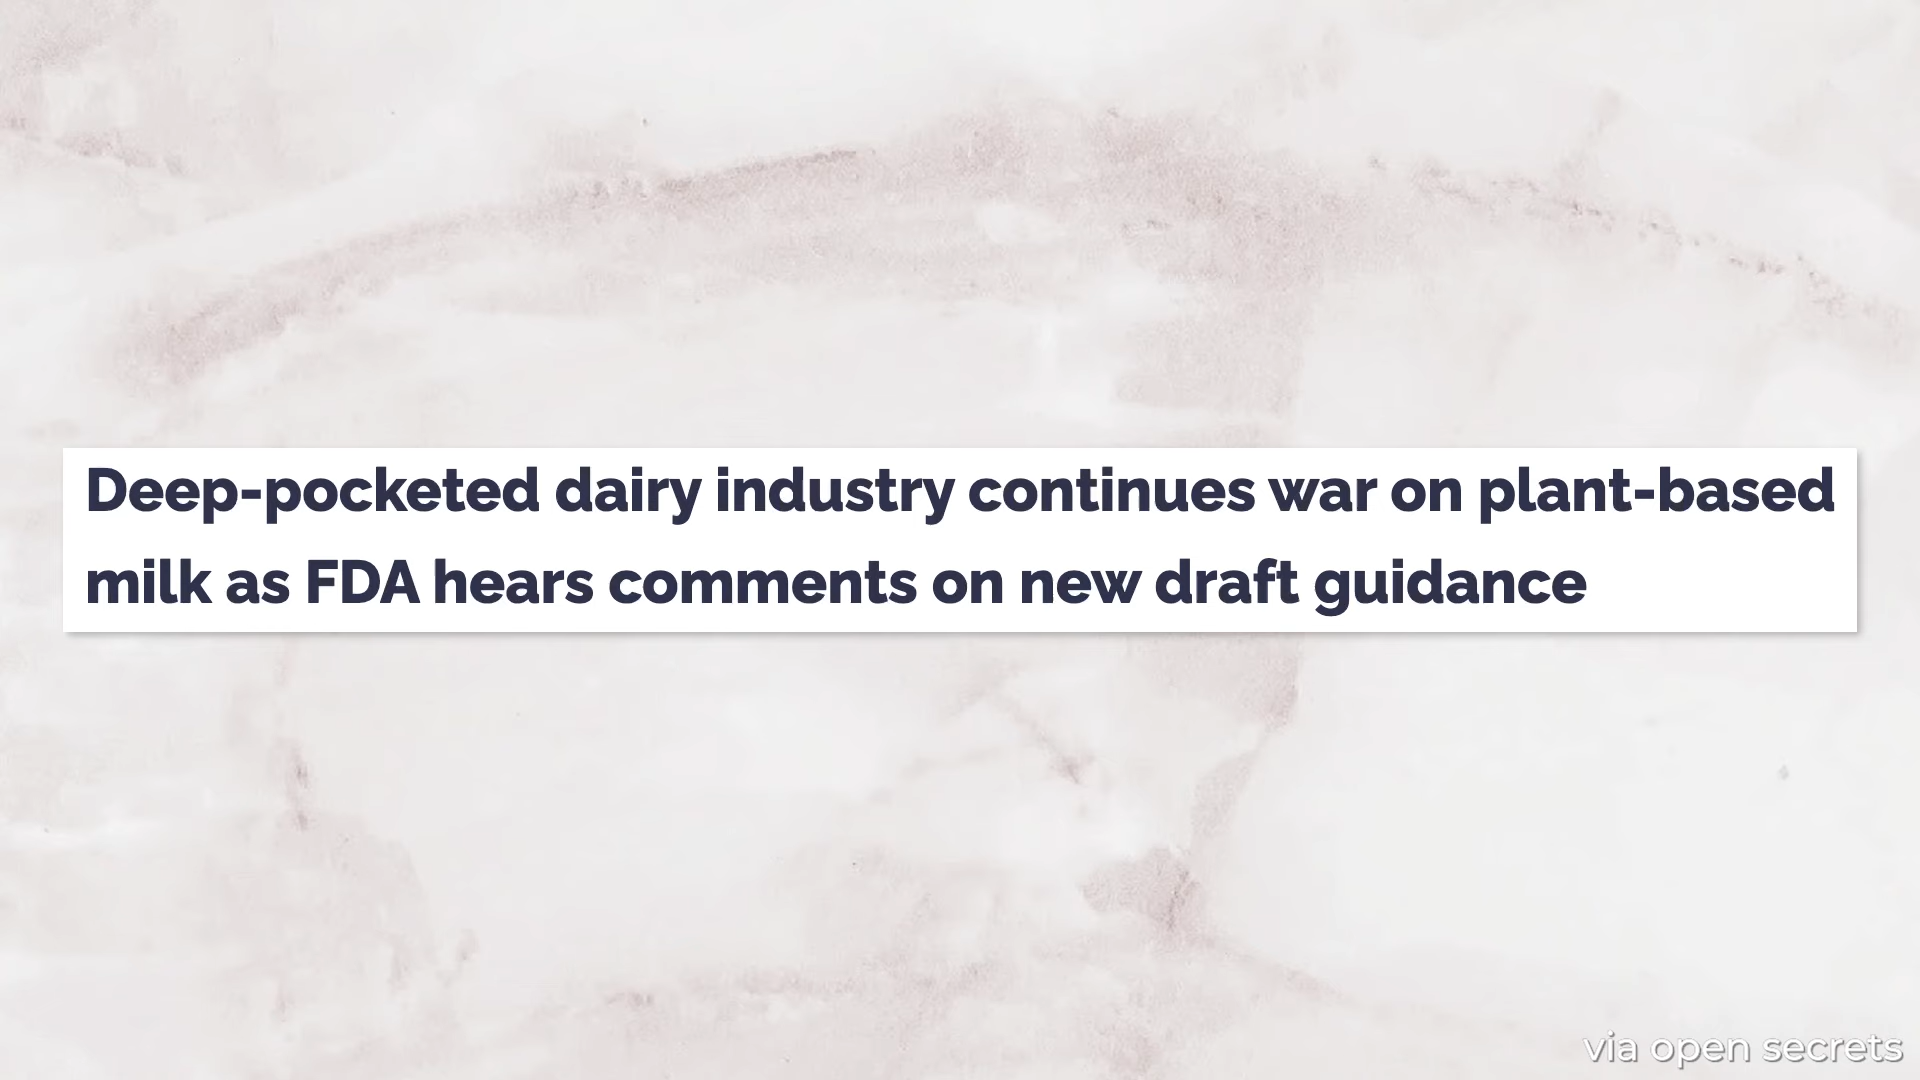 Deep-pocketed dairy industry continues war on plant-based
milk as FDA hears comments on new draft guidance
via open secrets